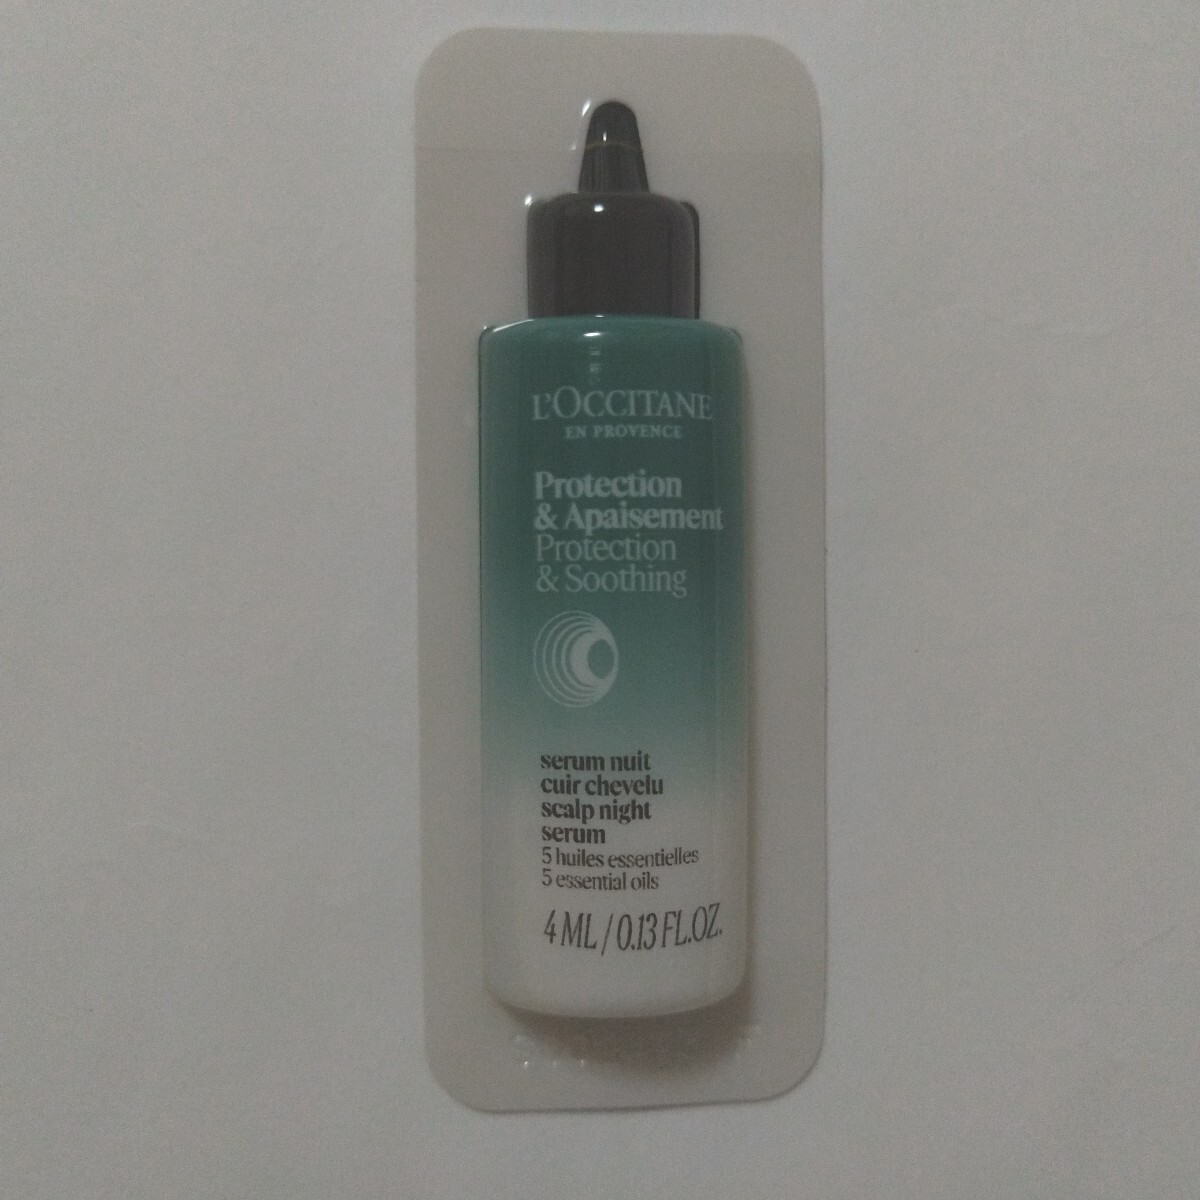 L'OCCITANE
EN PROVENCE
Protection
& Apaisement
Protection
& Soothing
serum nuit
cuir chevelu
scalp night
serum
5 huiles essentielles
5 essential oils
4 ML / 0.13 FL.OZ.